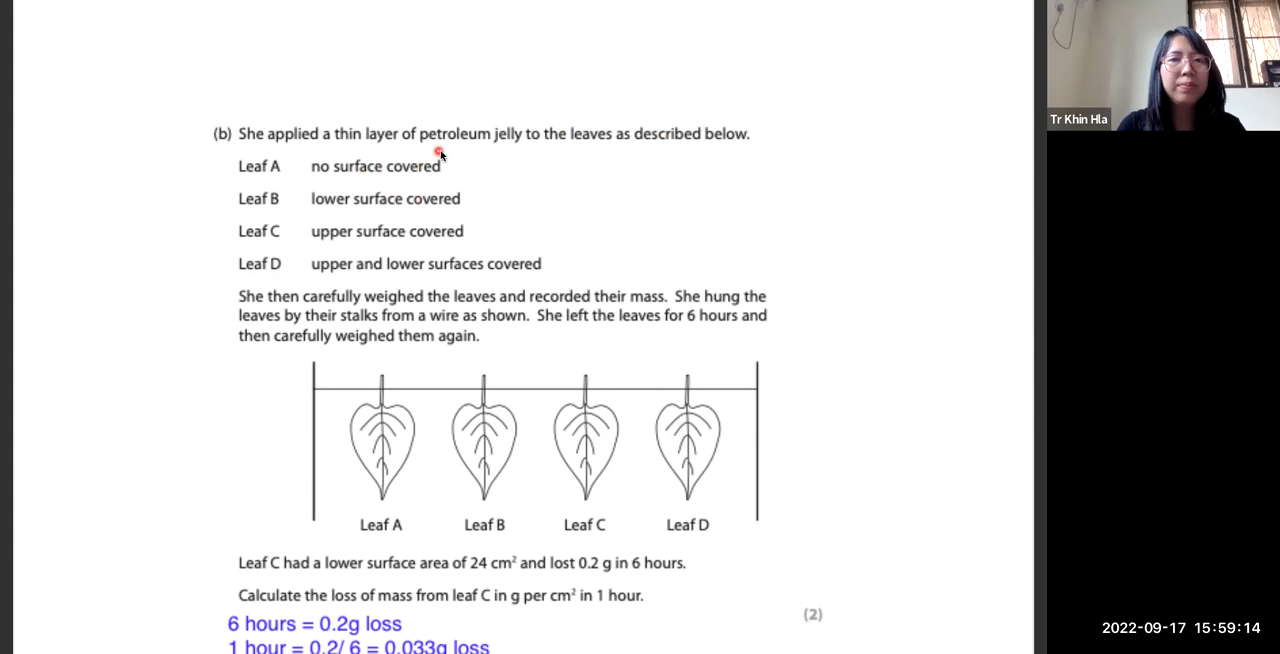 (b) She applied a thin layer of petroleum jelly to the leaves as described below.
Leaf A no surface covered
Leaf B lower surface covered
Leaf C upper surface covered
Leaf D upper and lower surfaces covered
She then carefully weighed the leaves and recorded their mass. She hung the
leaves by their stalks from a wire as shown. She left the leaves for 6 hours and
then carefully weighed them again.
Leaf A Leaf B Leaf C Leaf D
Leaf C had a lower surface area of 24 cm² and lost 0.2 g in 6 hours.
Calculate the loss of mass from leaf C in g per cm² in 1 hour.
(2)
6 hours = 0.2g loss
1 hour = 0.2/ 6 = 0.033g loss
Tr Khin Hla
2022-09-17 15:59:14